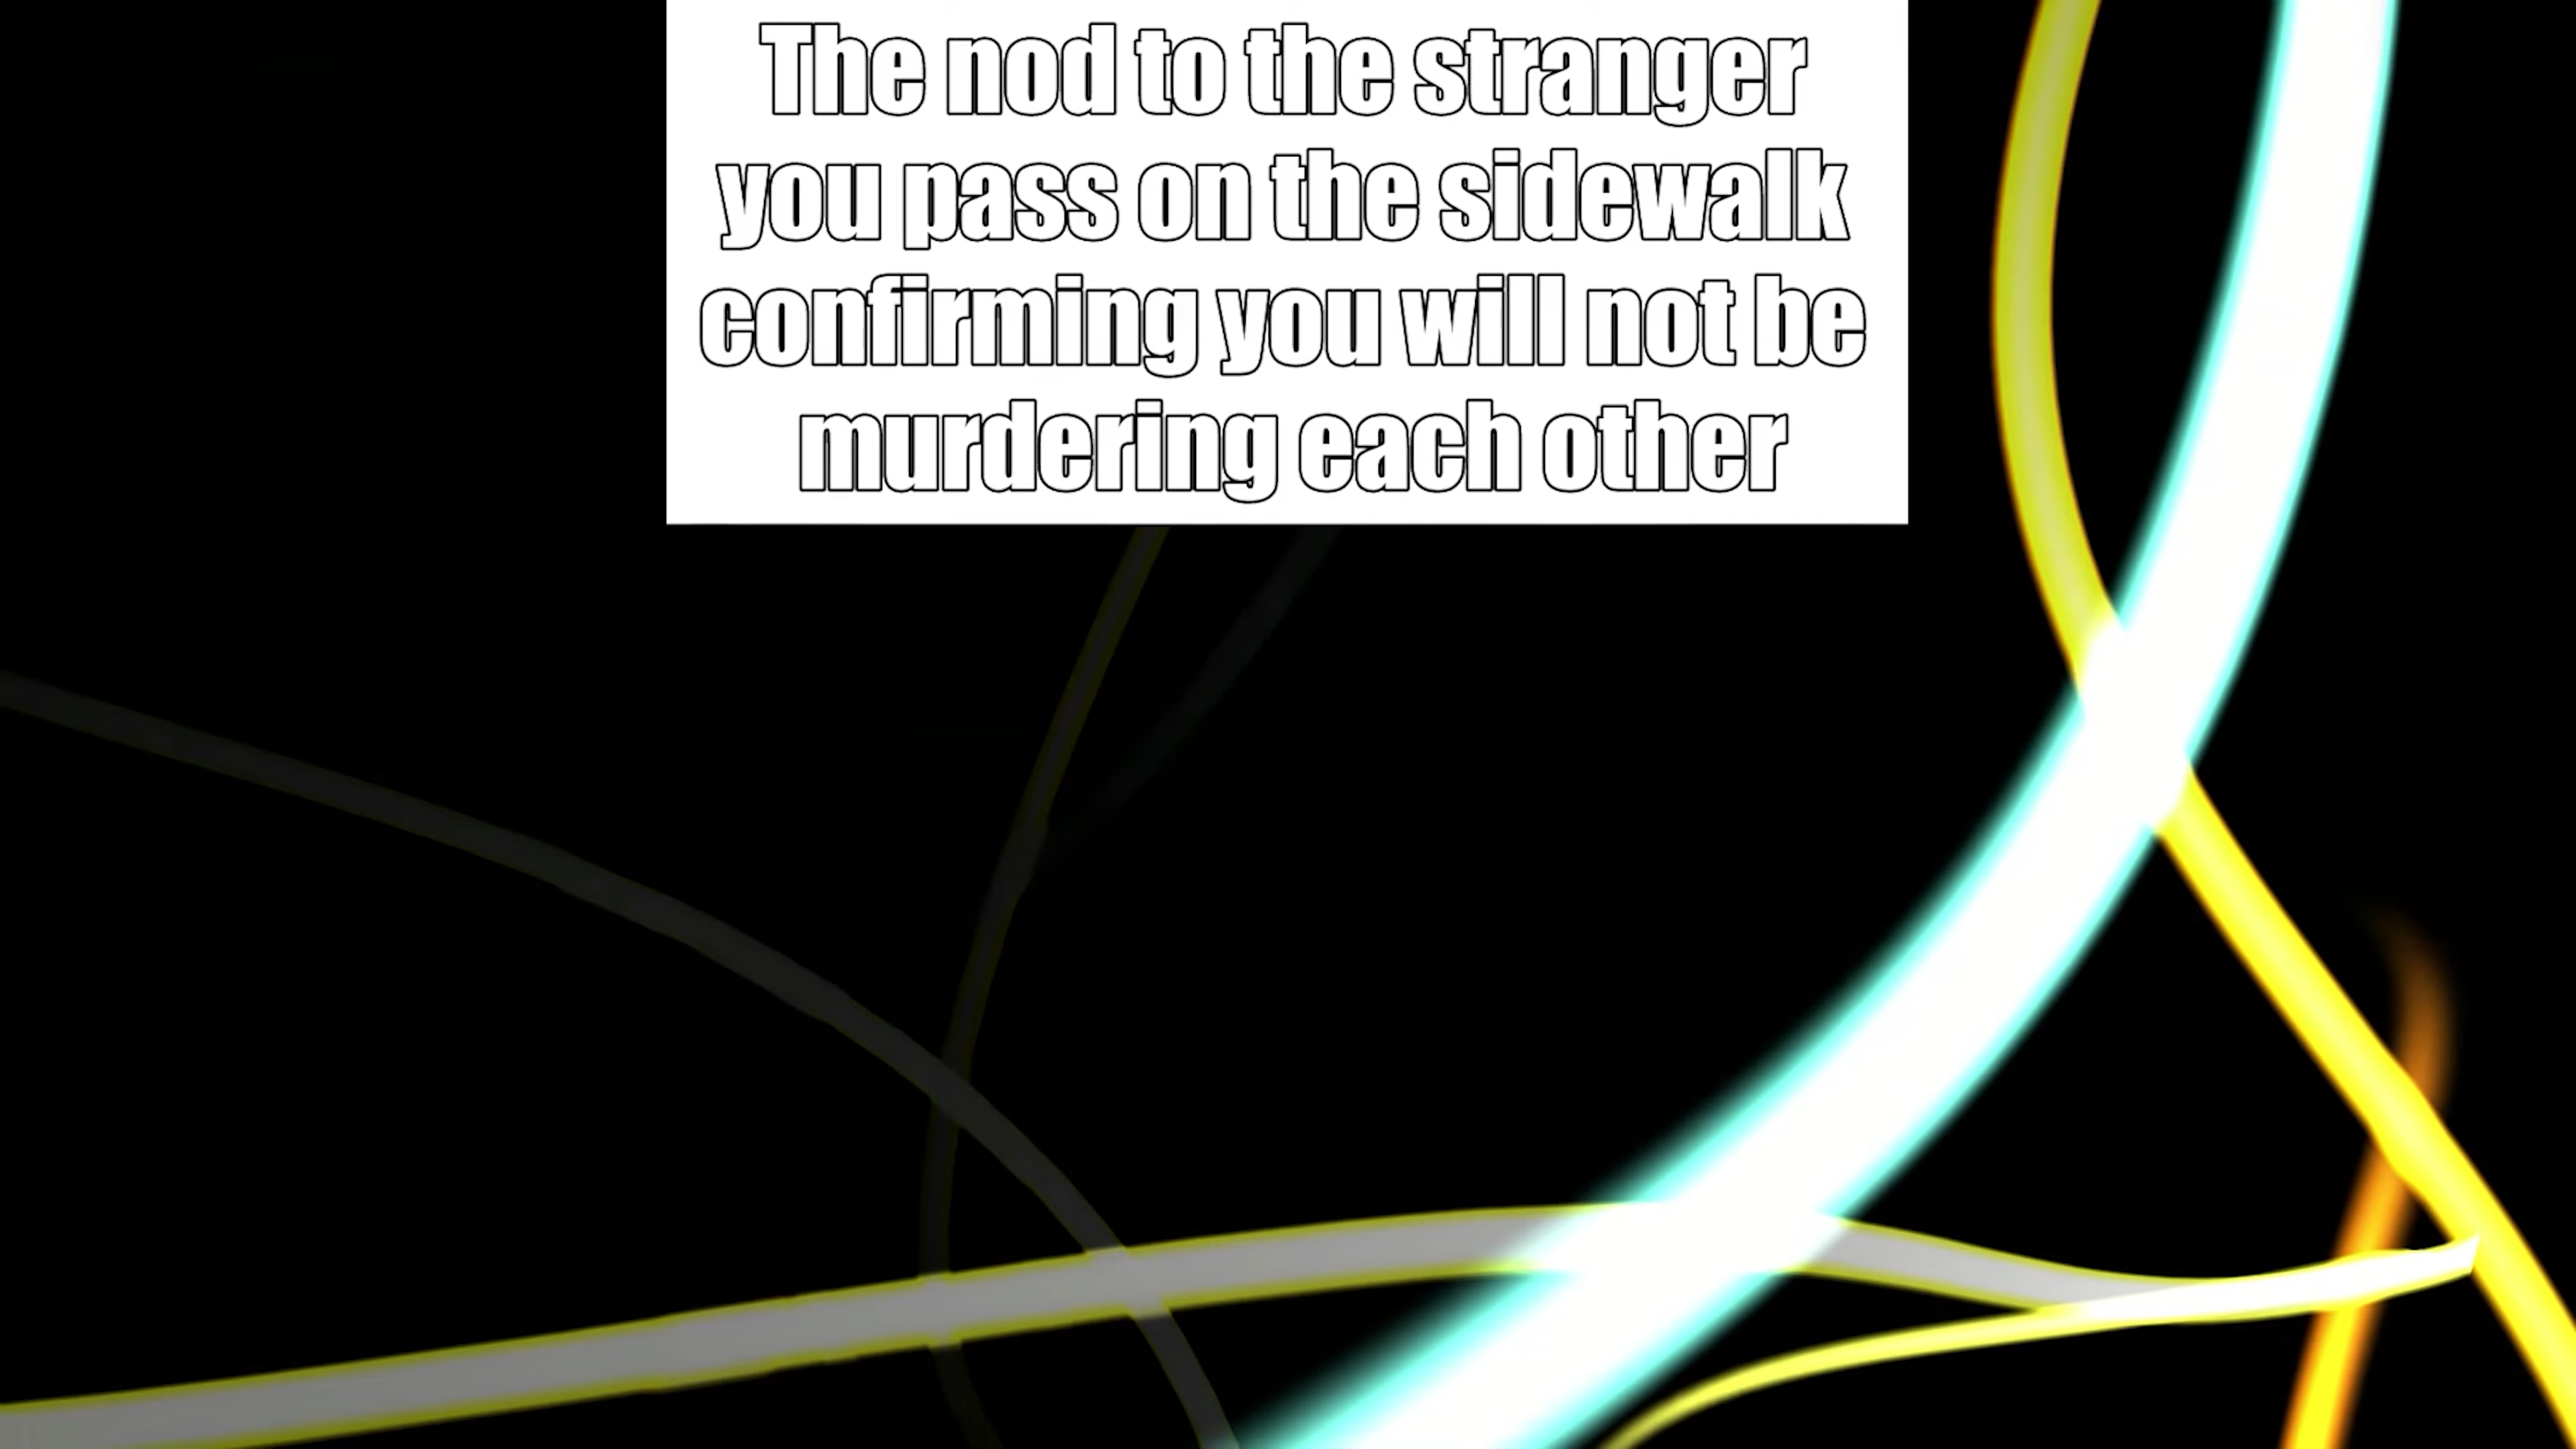 The nod to the stranger
you pass on the sidewalk
confirming you will not be
murdering each other